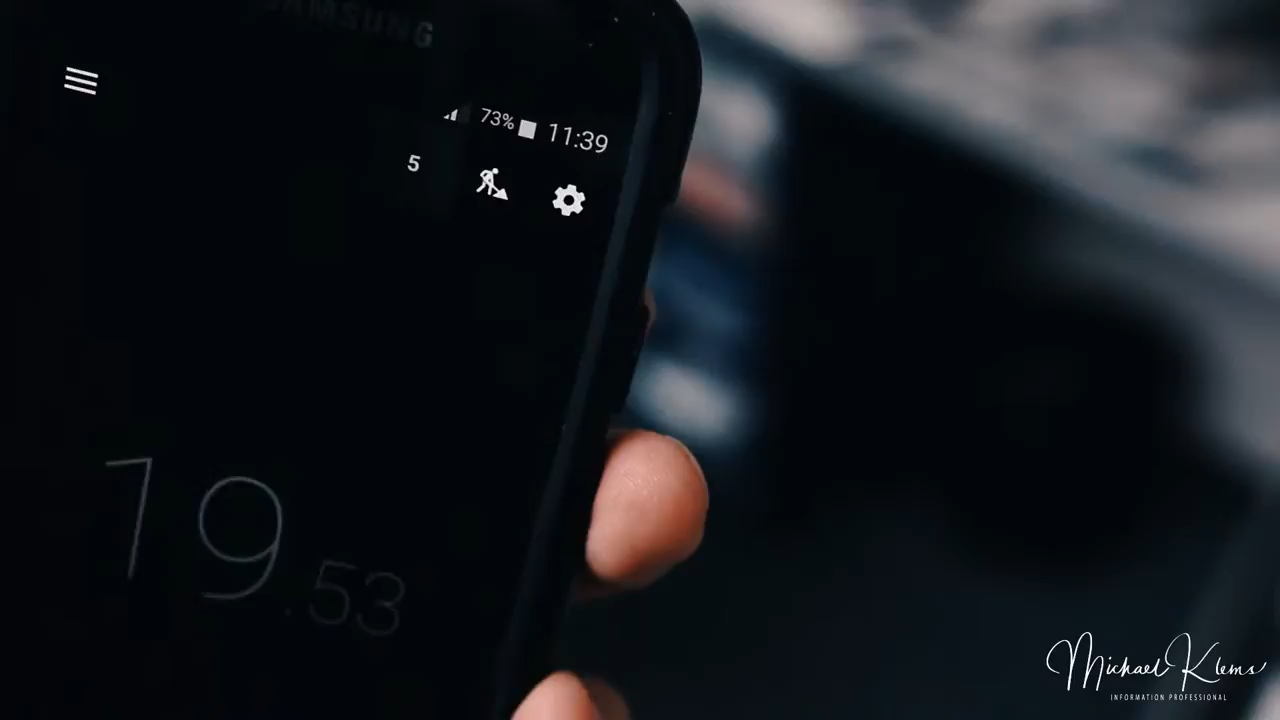 SAMSUNG
73% 11:39
5
19.53
Michael Klems
INFORMATION PROFESSIONAL